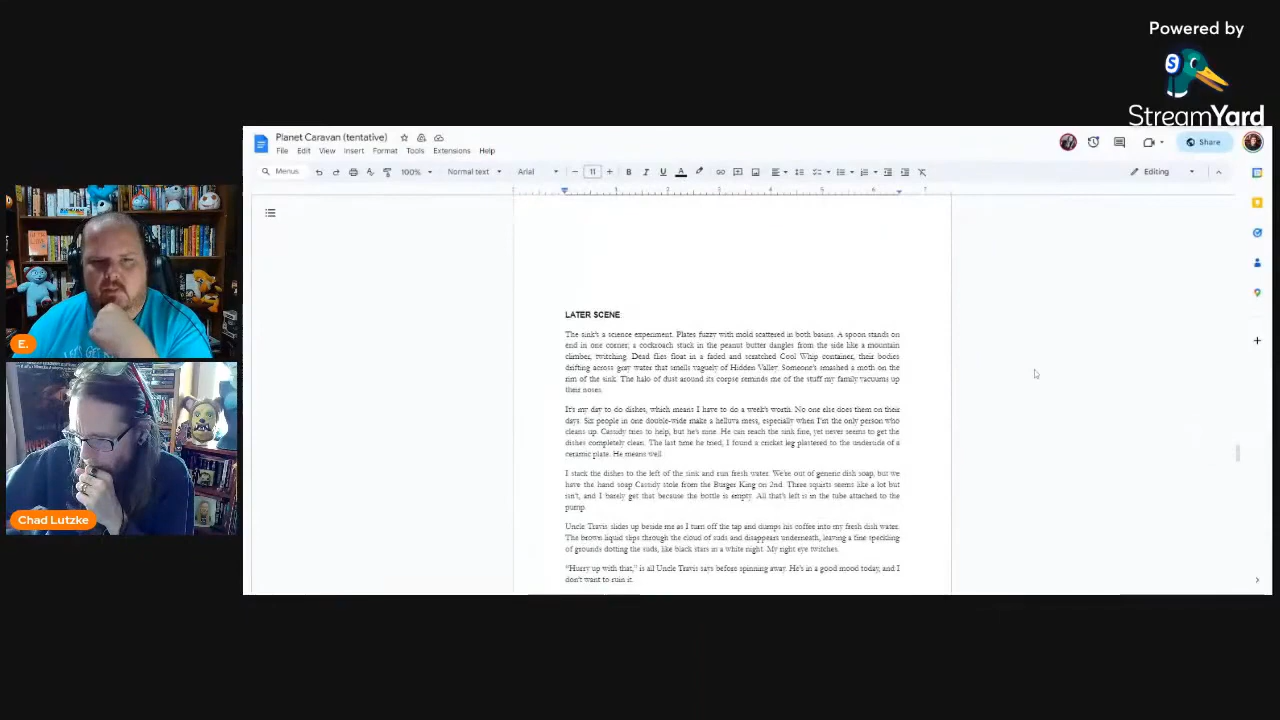 Powered by
StreamYard
Planet Caravan (tentative)
File Edit View Insert Format Tools Extensions Help
Share
Menus 100% Normal text Arial 11 Editing
1 2 3 4 5 6 7
LATER SCENE
The sink's a science experiment. Plates fuzzy with mold scattered in both basins. A spoon stands on
end in one corner; a cockroach stuck in the peanut butter dangles from the side like a mountain
climber, twitching. Dead flies float in a faded and scratched Cool Whip container, their bodies
drifting across gray water that smells vaguely of Hidden Valley. Someone's smashed a moth on the
rim of the sink. The halo of dust around its corpse reminds me of the stuff my family vacuums up
their noses.
It's my day to do dishes, which means I have to do a week's worth. No one else does them on their
days. Six people in one double-wide make a helluva mess, especially when I'm the only person who
cleans up. Cassidy tries to help, but he's nine. He can reach the sink fine, yet never seems to get the
dishes completely clean. The last time he tried, I found a cricket leg plastered to the underside of a
ceramic plate. He means well.
I stack the dishes to the left of the sink and run fresh water. We're out of generic dish soap, but we
have the hand soap Cassidy stole from the Burger King on 2nd. Three squirts seems like a lot but
isn't, and I barely get that because the bottle is empty. All that's left is in the tube attached to the
pump.
Uncle Travis slides up beside me as I turn off the tap and dumps his coffee into my fresh dish water.
The brown liquid slips through the cloud of suds and disappears underneath, leaving a fine speckling
of grounds dotting the suds, like black stars in a white night. My right eye twitches.
"Hurry up with that," is all Uncle Travis says before spinning away. He's in a good mood today, and I
don't want to ruin it.
E.
Chad Lutzke